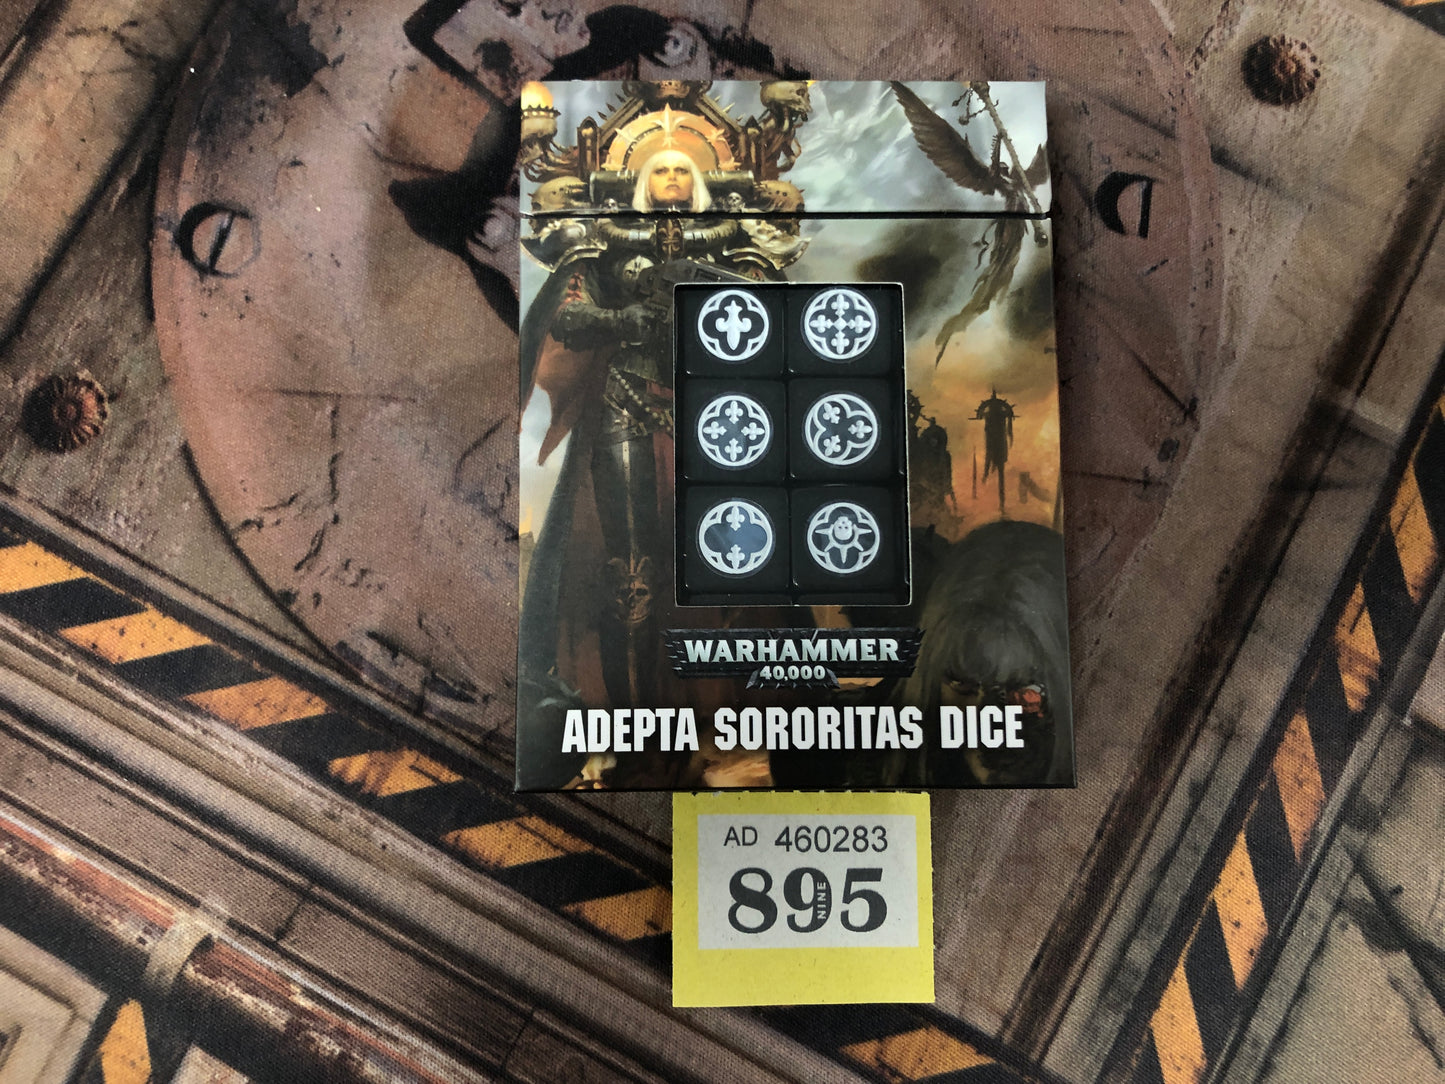 WARHAMMER
40,000
ADEPTA SORORITAS DICE
AD 460283
895
NINE